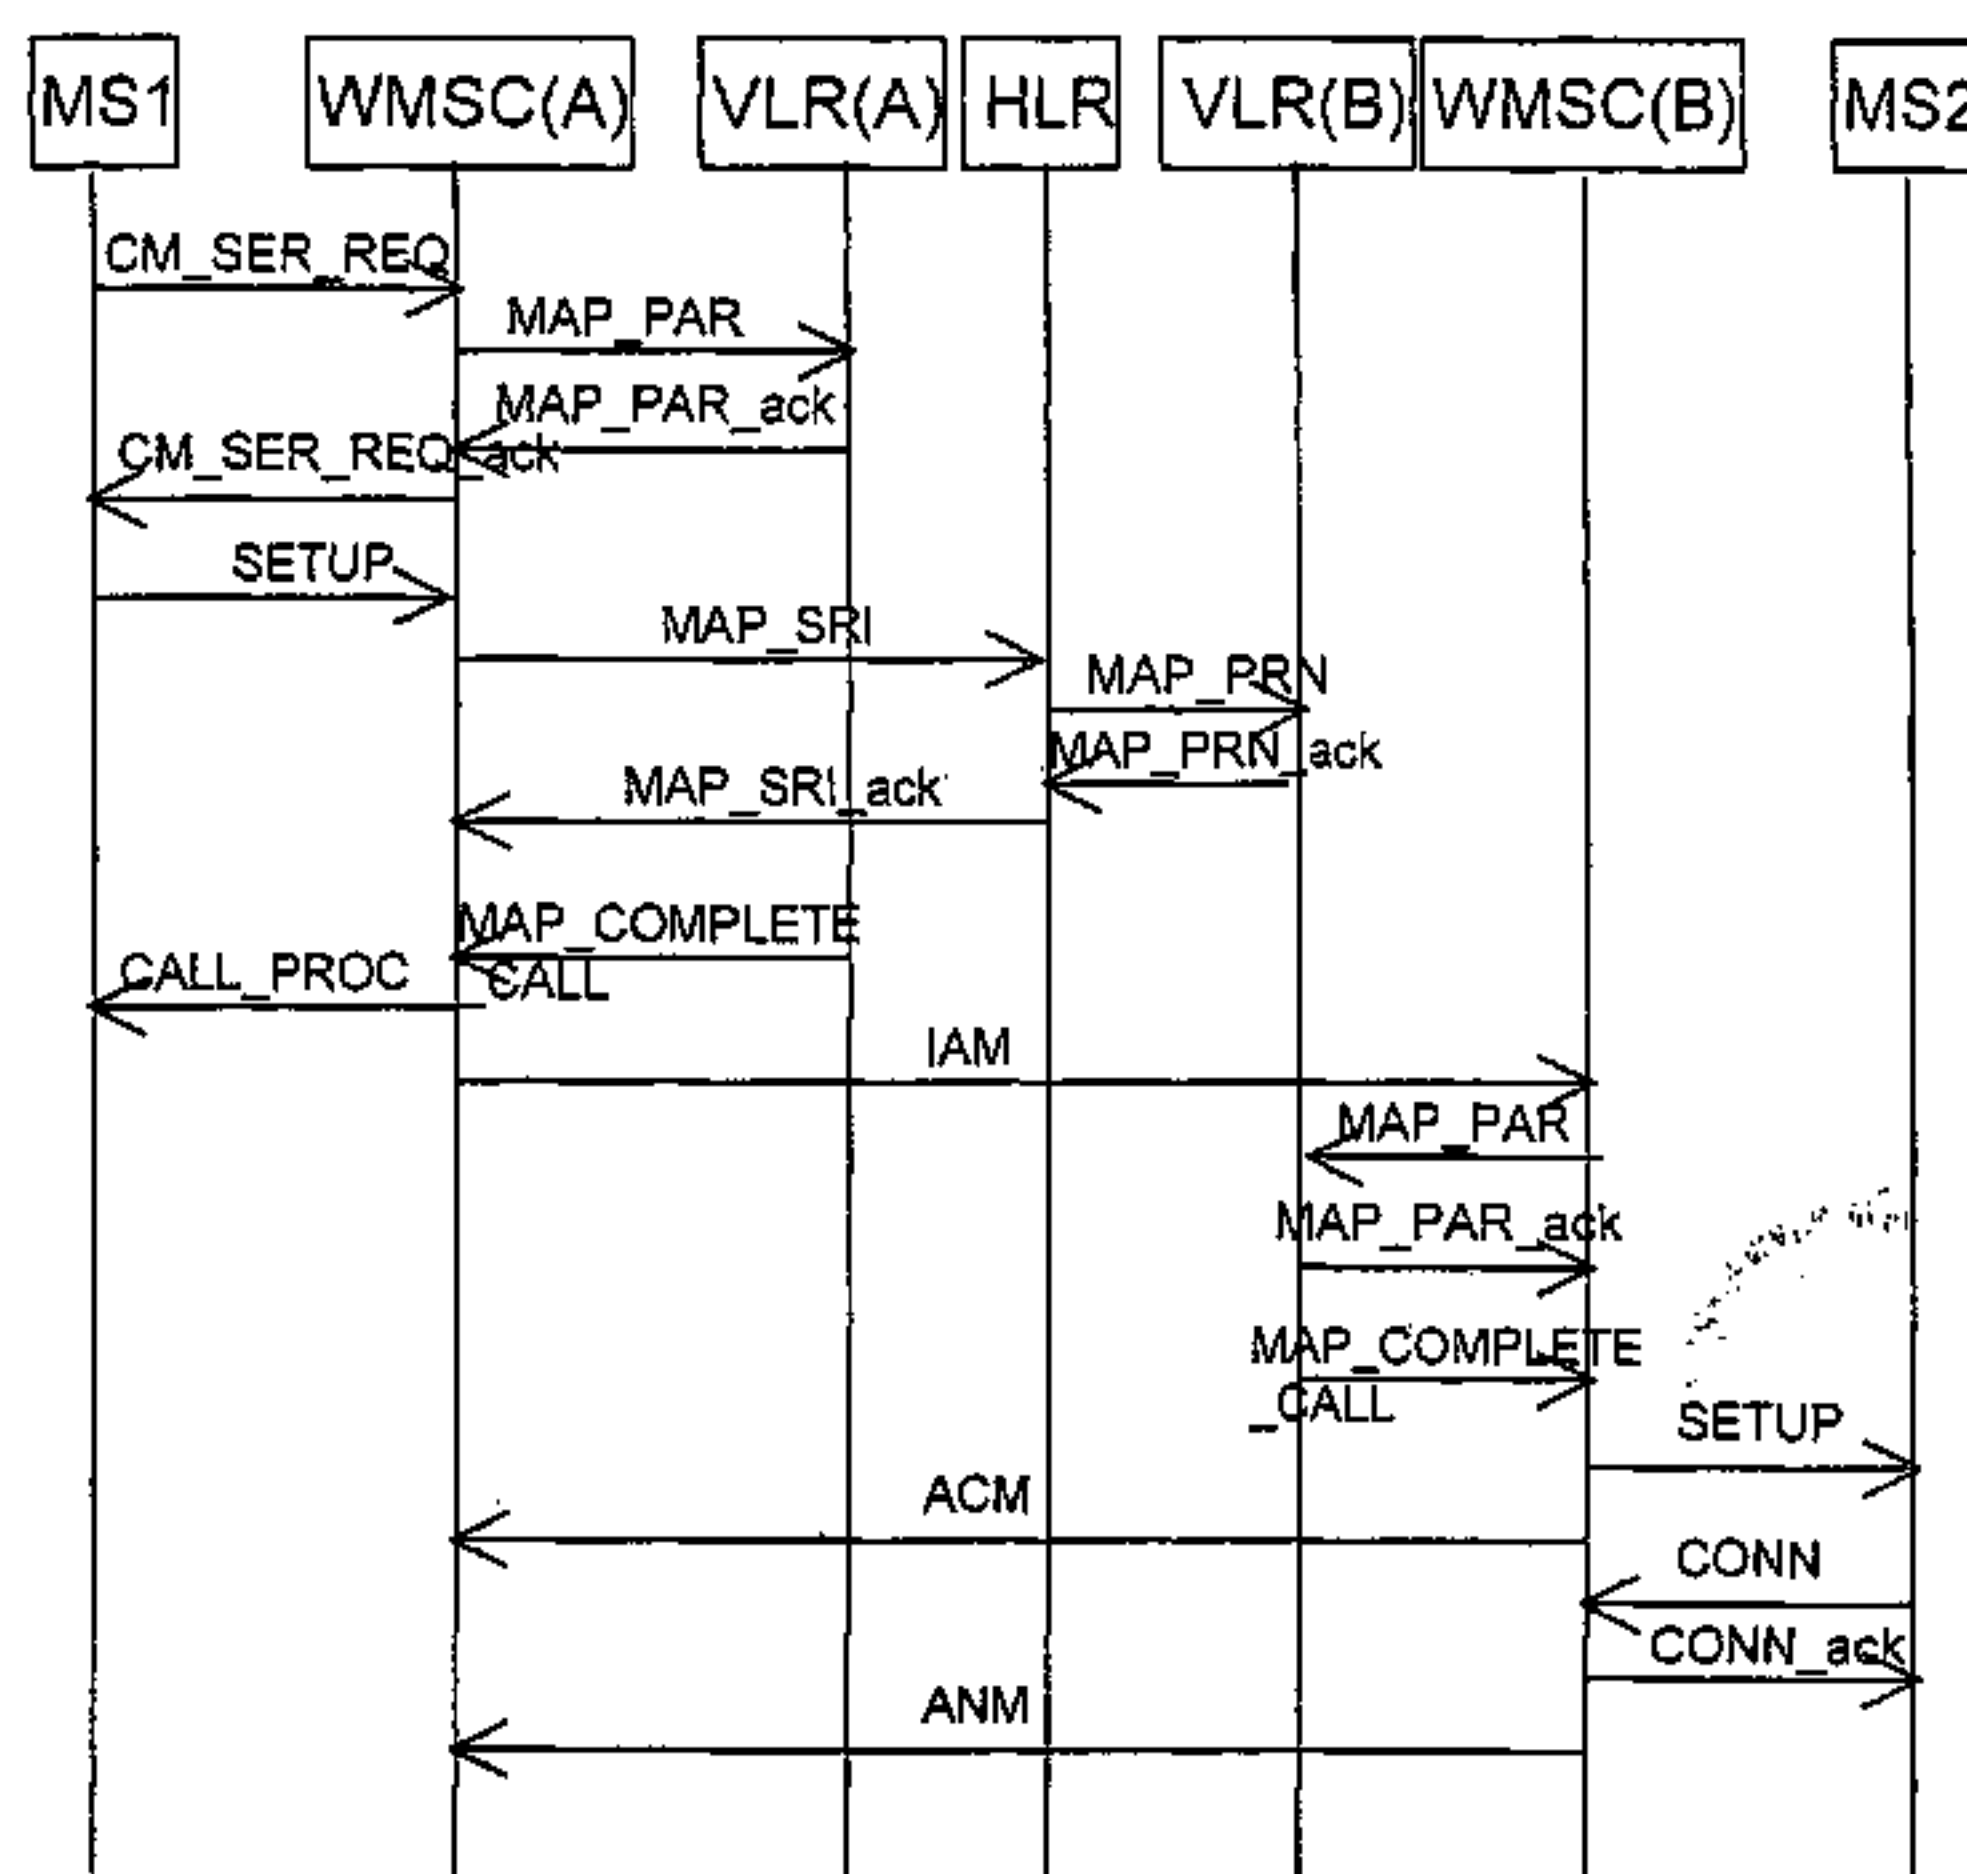 MS1 WMSC(A) VLR(A) HLR VLR(B) WMSC(B) MS2
CM_SER_REQ
MAP_PAR
MAP_PAR_ack
CM_SER_REQ_ack
SETUP
MAP_SRI
MAP_PRN
MAP_PRN_ack
MAP_SRI_ack
MAP_COMPLETE
CALL
CALL_PROC
IAM
MAP_PAR
MAP_PAR_ack
MAP_COMPLETE
_CALL
SETUP
ACM
CONN
CONN_ack
ANM